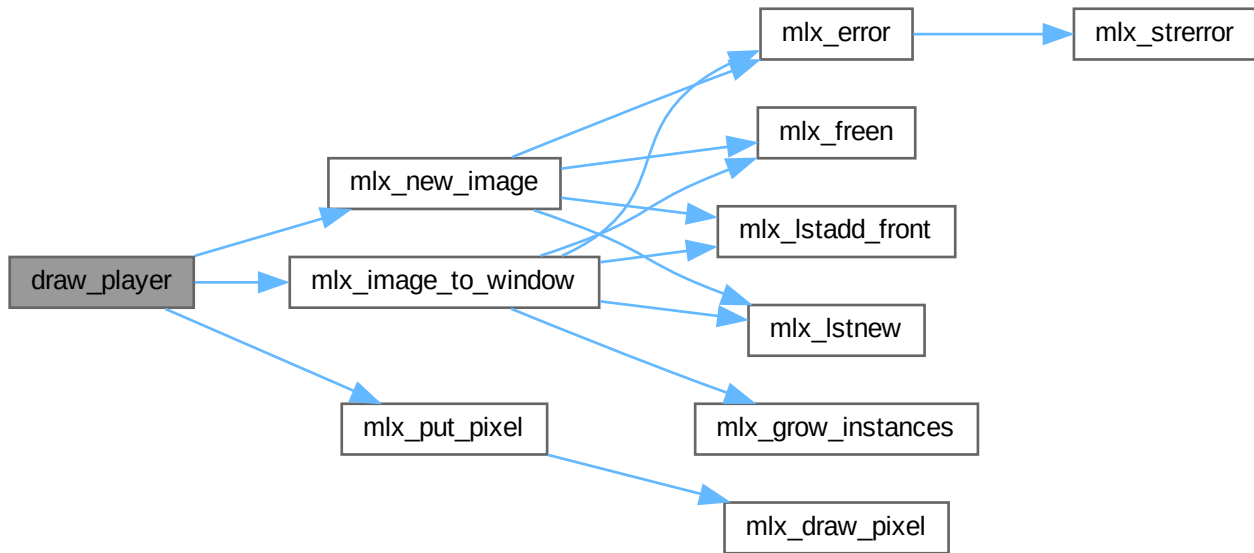 mlx_error
mlx_strerror
mlx_freen
mlx_new_image
mlx_lstadd_front
draw_player
mlx_image_to_window
mlx_lstnew
mlx_put_pixel
mlx_grow_instances
mlx_draw_pixel